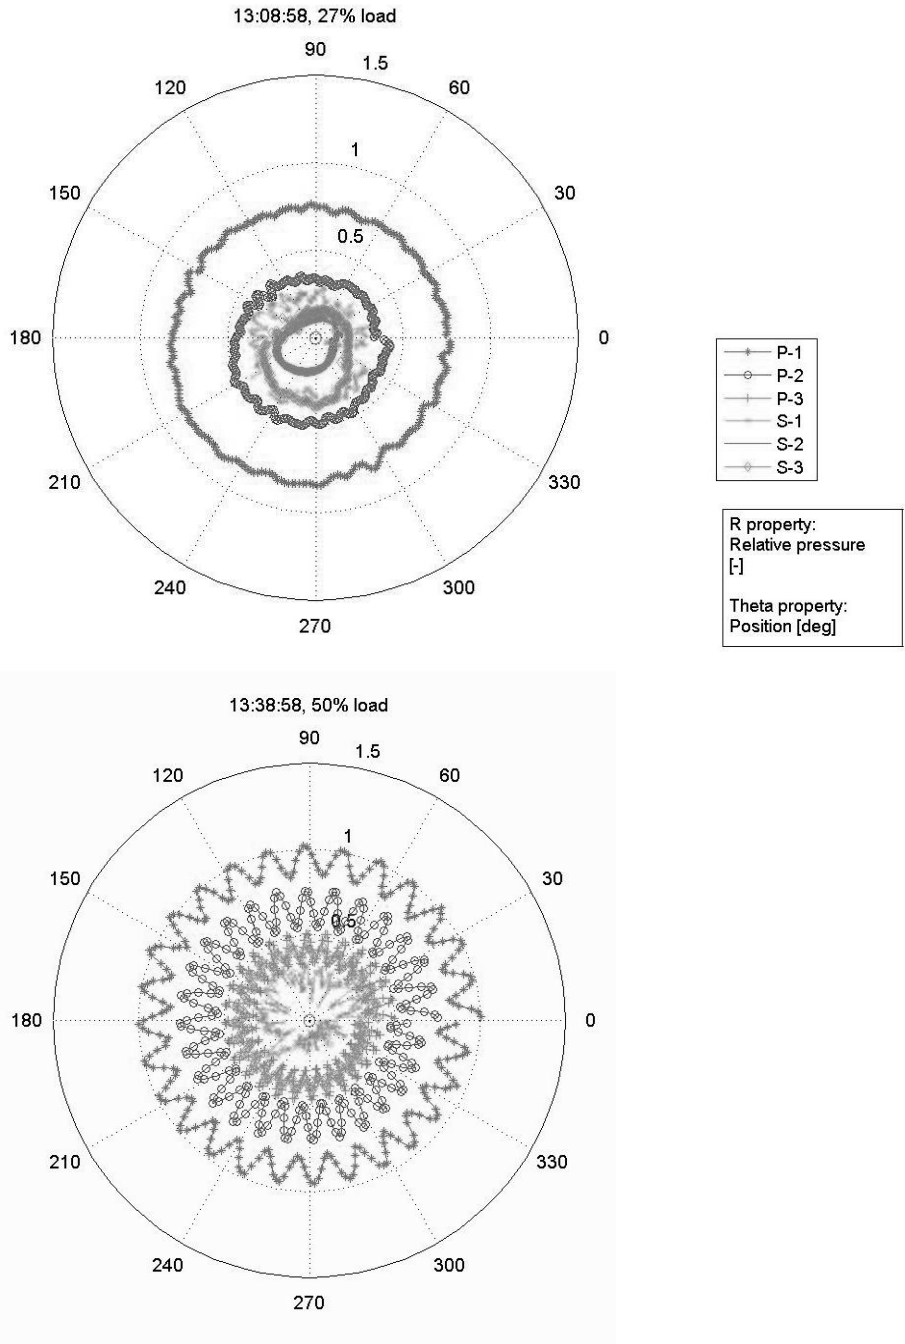 13:08:58, 27% load
90
1.5
120
60
1
150
30
0.5
180
0
210
330
240
300
270
P-1
P-2
P-3
S-1
S-2
S-3
R property:
Relative pressure
[-]
Theta property:
Position [deg]
13:38:58, 50% load
90
1.5
120
60
1
150
30
0.5
180
0
210
330
240
300
270